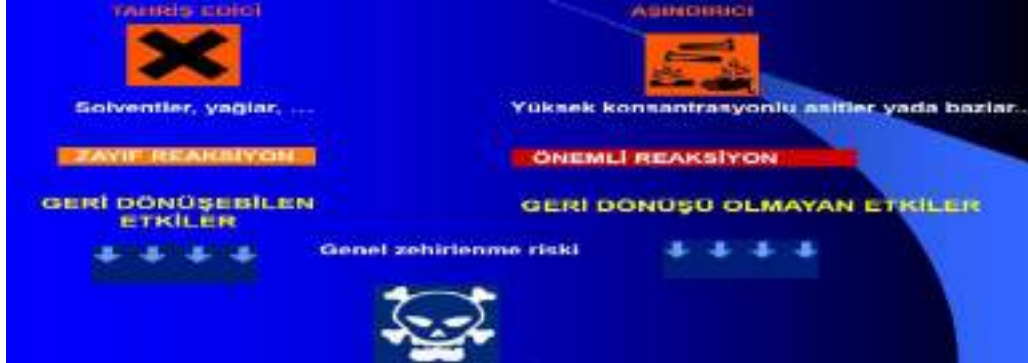 TAHRİŞ EDİCİ
AŞINDIRICI
Solventler, yağlar, ...
Yüksek konsantrasyonlu asitler yada bazlar...
ZAYIF REAKSİYON
ÖNEMLİ REAKSİYON
GERİ DÖNÜŞEBİLEN
ETKİLER
GERİ DÖNÜŞÜ OLMAYAN ETKİLER
Genel zehirlenme riski